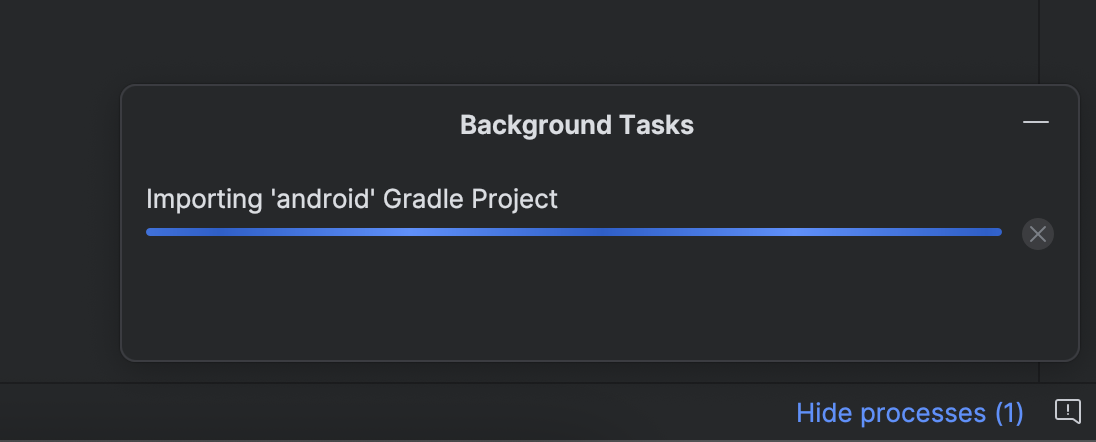 Background Tasks
Importing 'android' Gradle Project
Hide processes (1)